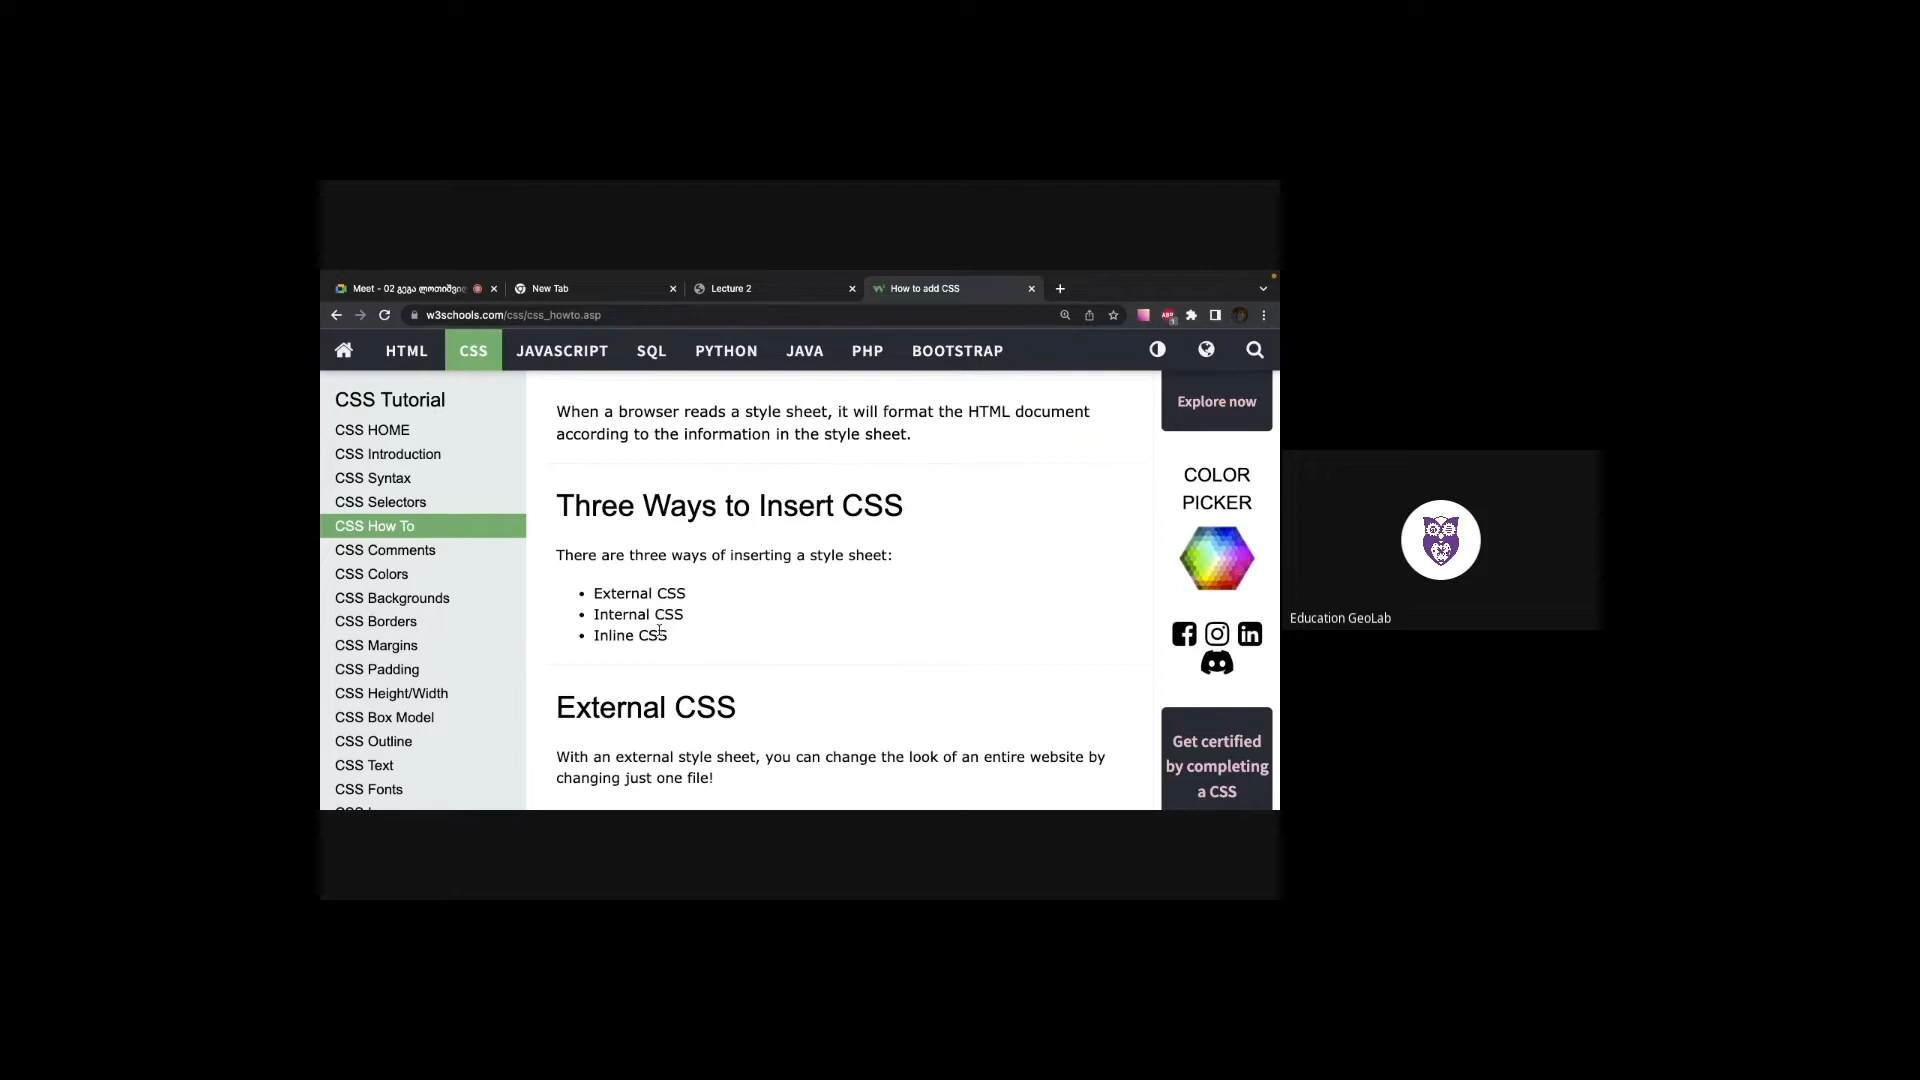 Meet - 02 გეგა ლოთიშვილ
New Tab
Lecture 2
How to add CSS
w3schools.com/css/css_howto.asp
HTML
CSS
JAVASCRIPT
SQL
PYTHON
JAVA
PHP
BOOTSTRAP
CSS Tutorial
CSS HOME
CSS Introduction
CSS Syntax
CSS Selectors
CSS How To
CSS Comments
CSS Colors
CSS Backgrounds
CSS Borders
CSS Margins
CSS Padding
CSS Height/Width
CSS Box Model
CSS Outline
CSS Text
CSS Fonts
When a browser reads a style sheet, it will format the HTML document
according to the information in the style sheet.
Three Ways to Insert CSS
There are three ways of inserting a style sheet:
• External CSS
• Internal CSS
• Inline CSS
External CSS
With an external style sheet, you can change the look of an entire website by
changing just one file!
Explore now
COLOR
PICKER
Get certified
by completing
a CSS
Education GeoLab